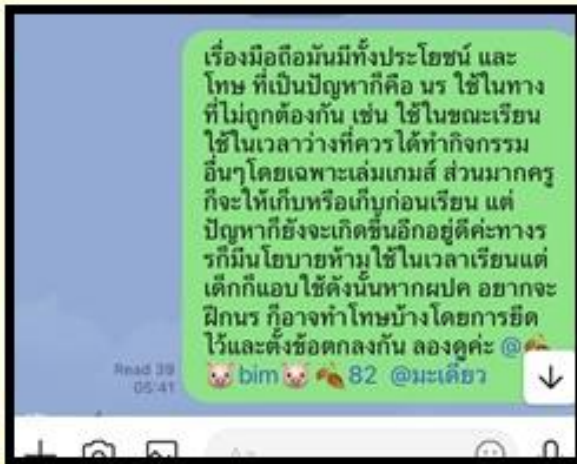 เรื่องมือถือมันมีทั้งประโยชน์ และ
โทษ ที่เป็นปัญหาก็คือ นร ใช้ในทาง
ที่ไม่ถูกต้องกัน เช่น ใช้ในขณะเรียน
ใช้ในเวลาว่างที่ควรได้ทำกิจกรรม
อื่นๆโดยเฉพาะเล่มเกมส์ ส่วนมากครู
ก็จะให้เก็บหรือเก็บก่อนเรียน แต่
ปัญหาก็ยังจะเกิดขึ้นอีกอยู่ดีค่ะทางร
รก็มีนโยบายห้ามใช้ในเวลาเรียนแต่
เด็กก็แอบใช้ดังนั้นหากผปค อยากจะ
ฝึกนร ก็อาจทำโทษบ้างโดยการยึด
ไว้และตั้งข้อตกลงกัน ลองดูค่ะ @🍂
🐷bim🐷🍂82 @มะเดี่ยว
Read 39
05:41
Aa